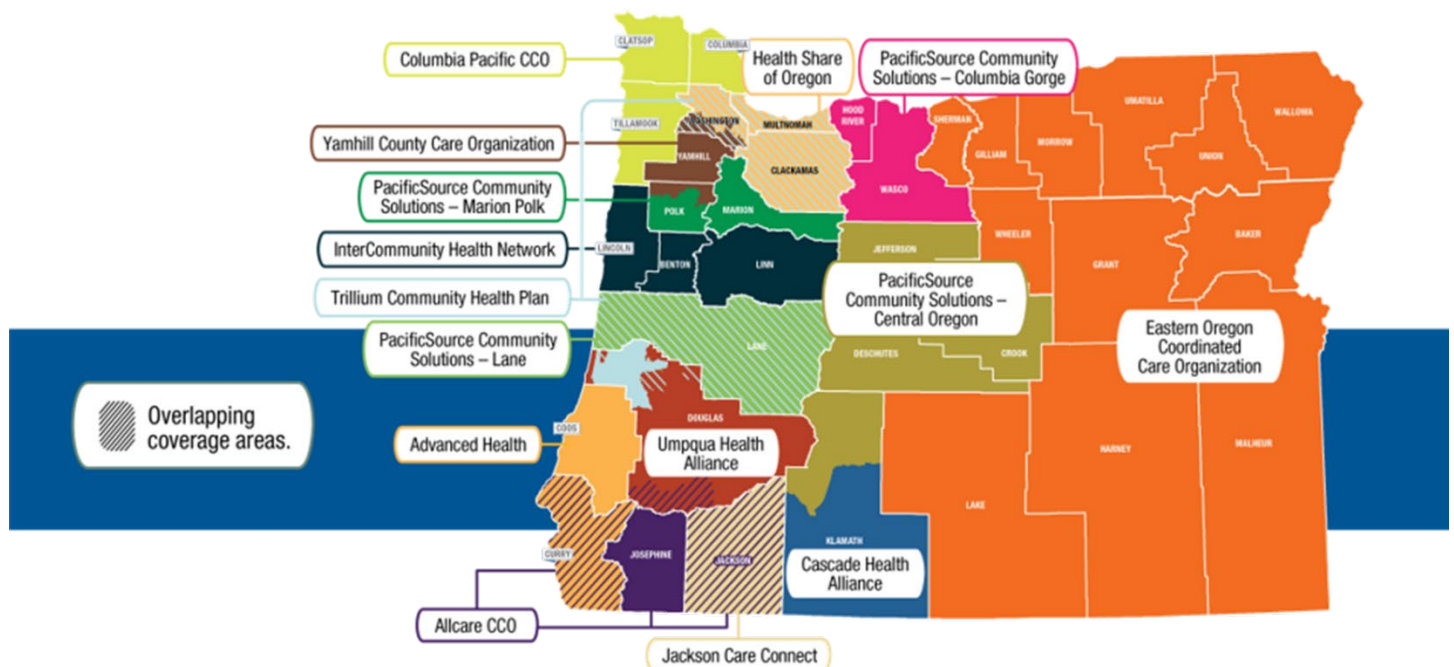 CLATSOP
COLUMBIA
Columbia Pacific CCO
Health Share
of Oregon
PacificSource Community
Solutions – Columbia Gorge
UMATILLA
WALLOWA
HOOD
RIVER
SHERMAN
TILLAMOOK
WASHINGTON
MULTNOMAH
MORROW
GILLIAM
UNION
Yamhill County Care Organization
YAMHILL
CLACKAMAS
WASCO
PacificSource Community
Solutions – Marion Polk
POLK
MARION
WHEELER
BAKER
InterCommunity Health Network
LINCOLN
BENTON
LINN
JEFFERSON
GRANT
Trillium Community Health Plan
PacificSource
Community Solutions –
Central Oregon
PacificSource Community
Solutions – Lane
LANE
DESCHUTES
CROOK
Eastern Oregon
Coordinated
Care Organization
Overlapping
coverage areas.
COOS
DOUGLAS
Advanced Health
Umpqua Health
Alliance
HARNEY
MALHEUR
LAKE
CURRY
JOSEPHINE
JACKSON
KLAMATH
Cascade Health
Alliance
Allcare CCO
Jackson Care Connect